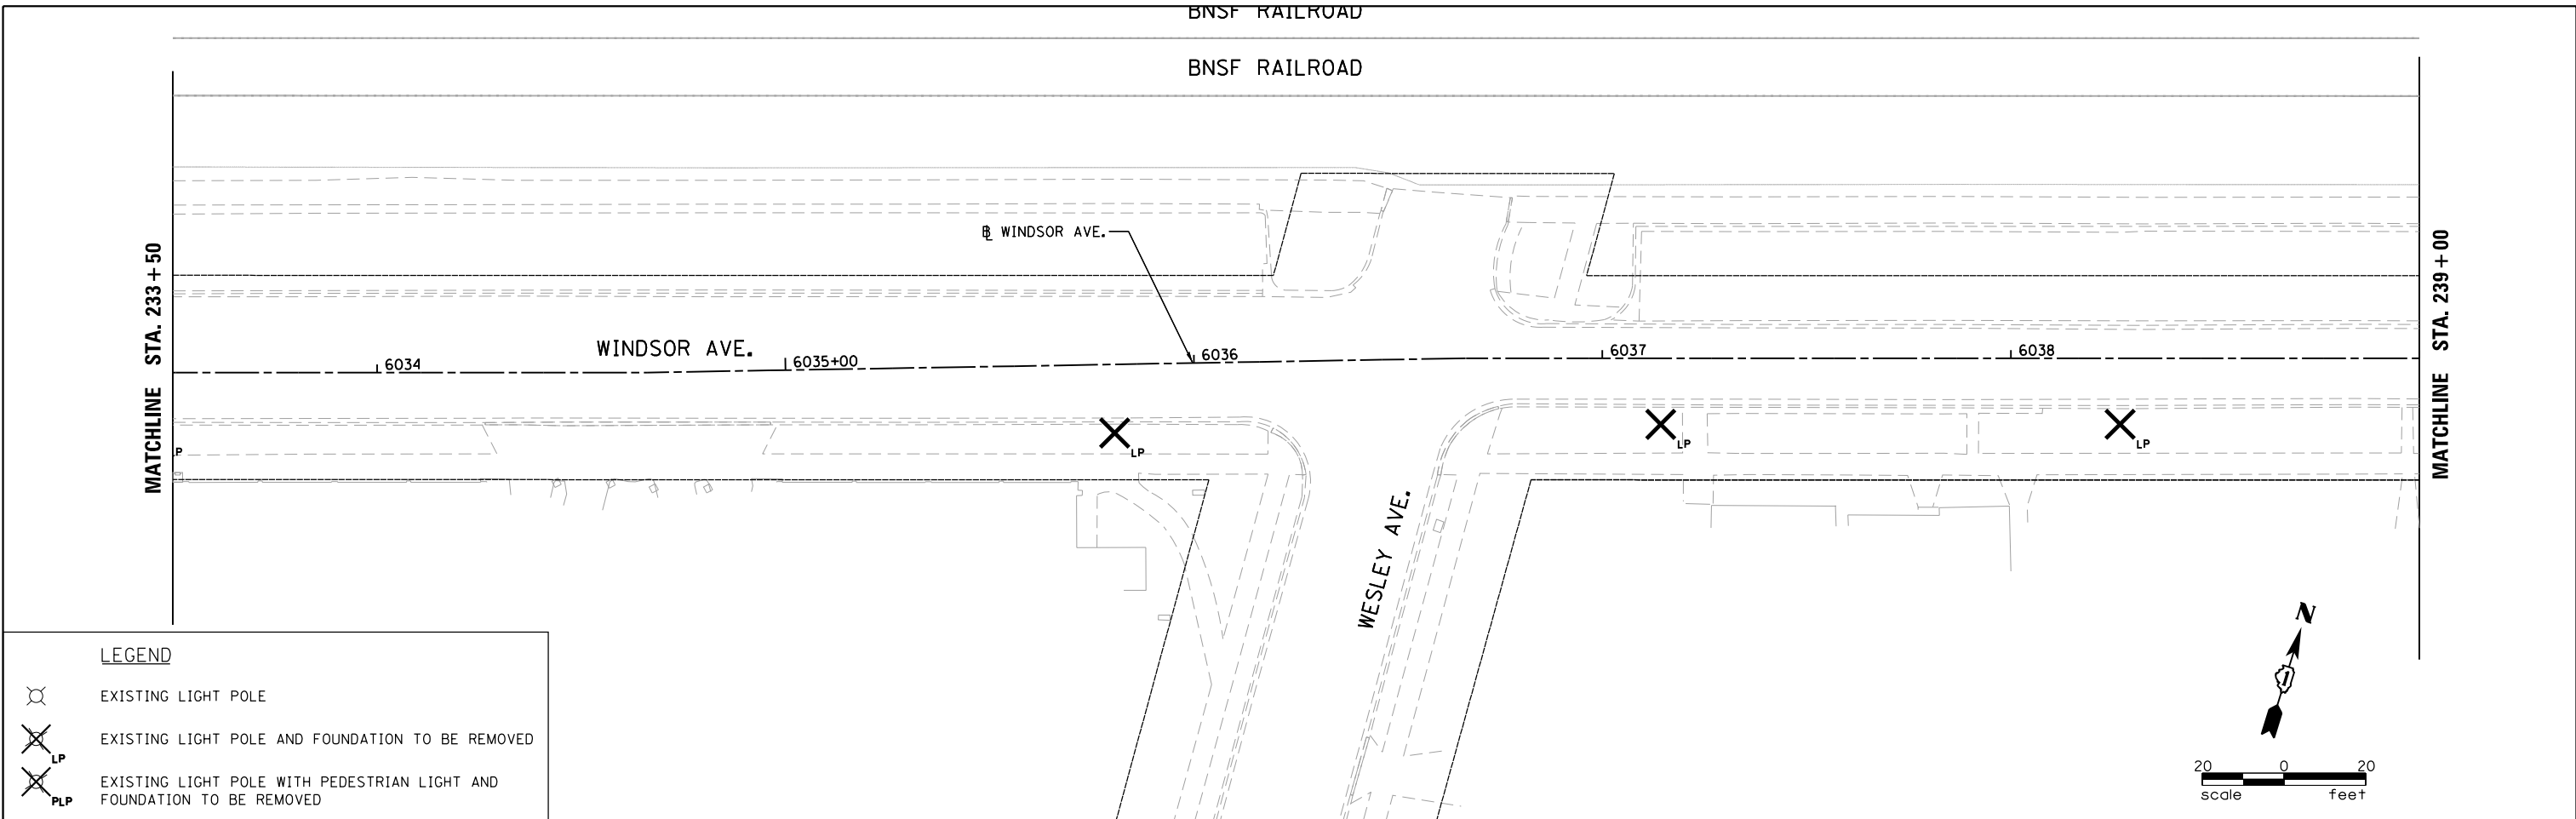 BNSF RAILROAD
BNSF RAILROAD
MATCHLINE STA. 233+50
℄ WINDSOR AVE.
WINDSOR AVE.
6034
6035+00
6036
6037
6038
MATCHLINE STA. 239+00
P
LP
LP
LP
WESLEY AVE.
LEGEND
EXISTING LIGHT POLE
EXISTING LIGHT POLE AND FOUNDATION TO BE REMOVED
LP
EXISTING LIGHT POLE WITH PEDESTRIAN LIGHT AND
FOUNDATION TO BE REMOVED
PLP
N
1
20 0 20
scale feet